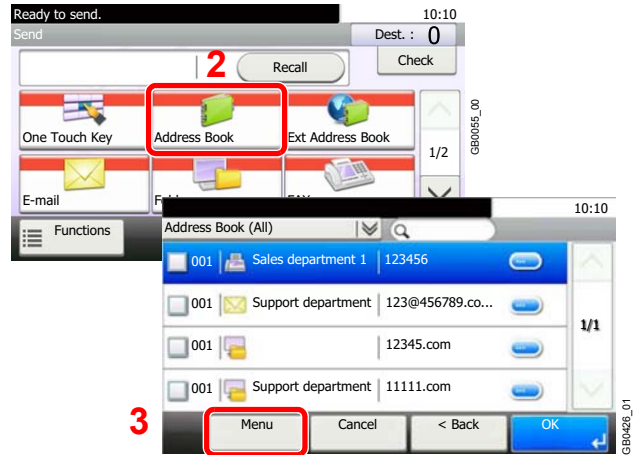 Ready to send.
10:10
Send
Dest. : 0
2
Recall
Check
One Touch Key
Address Book
Ext Address Book
1/2
GB0055_00
E-mail
Functions
10:10
Address Book (All)
001 Sales department 1 123456
001 Support department 123@456789.co...
1/1
001 12345.com
001 Support department 11111.com
3
Menu
Cancel
< Back
OK
GB0426_01